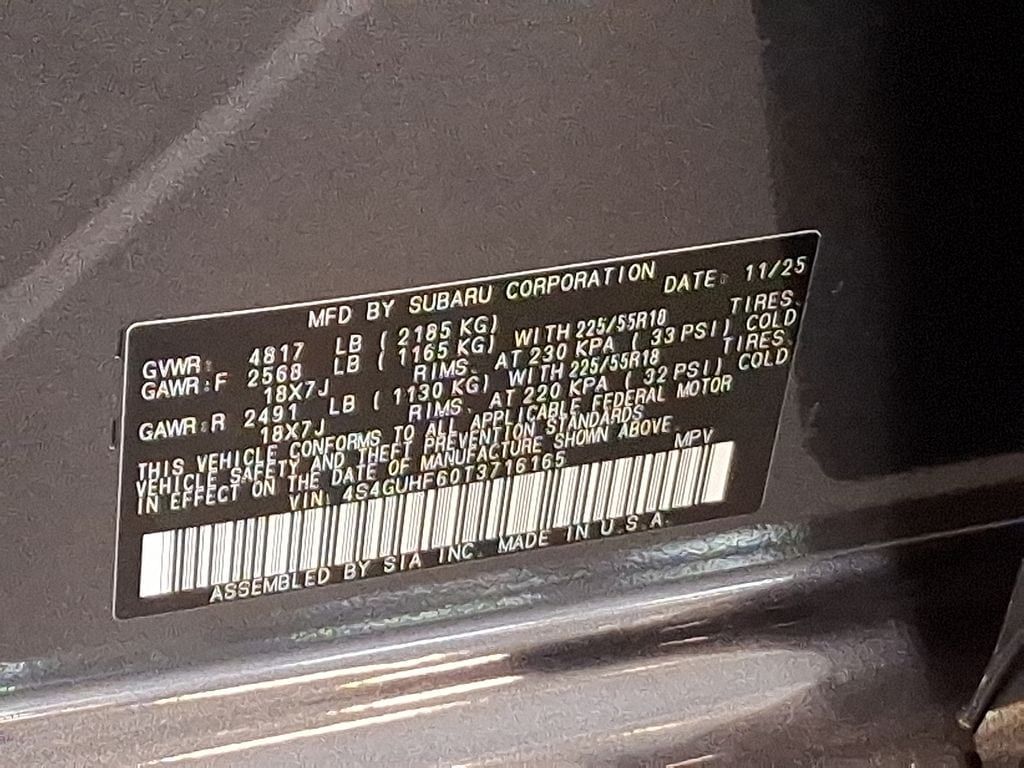 MFD BY SUBARU CORPORATION DATE: 11/25
GVWR: 4817 LB ( 2185 KG)
GAWR:F 2568 LB ( 1165 KG) WITH 225/55R18 TIRES.
18X7J RIMS. AT 230 KPA ( 33 PSI) COLD
GAWR:R 2491 LB ( 1130 KG) WITH 225/55R18 TIRES.
18X7J RIMS. AT 220 KPA ( 32 PSI) COLD
THIS VEHICLE CONFORMS TO ALL APPLICABLE FEDERAL MOTOR
VEHICLE SAFETY AND THEFT PREVENTION STANDARDS
IN EFFECT ON THE DATE OF MANUFACTURE SHOWN ABOVE.
VIN: 4S4GUHF60T3716165 MPV
ASSEMBLED BY SIA INC. MADE IN U.S.A.